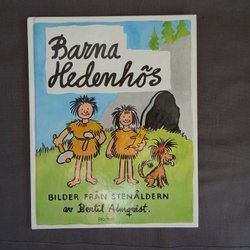 Barna
Hedenhös
BILDER FRÅN STENÅLDERN
av Bertil Almqvist.